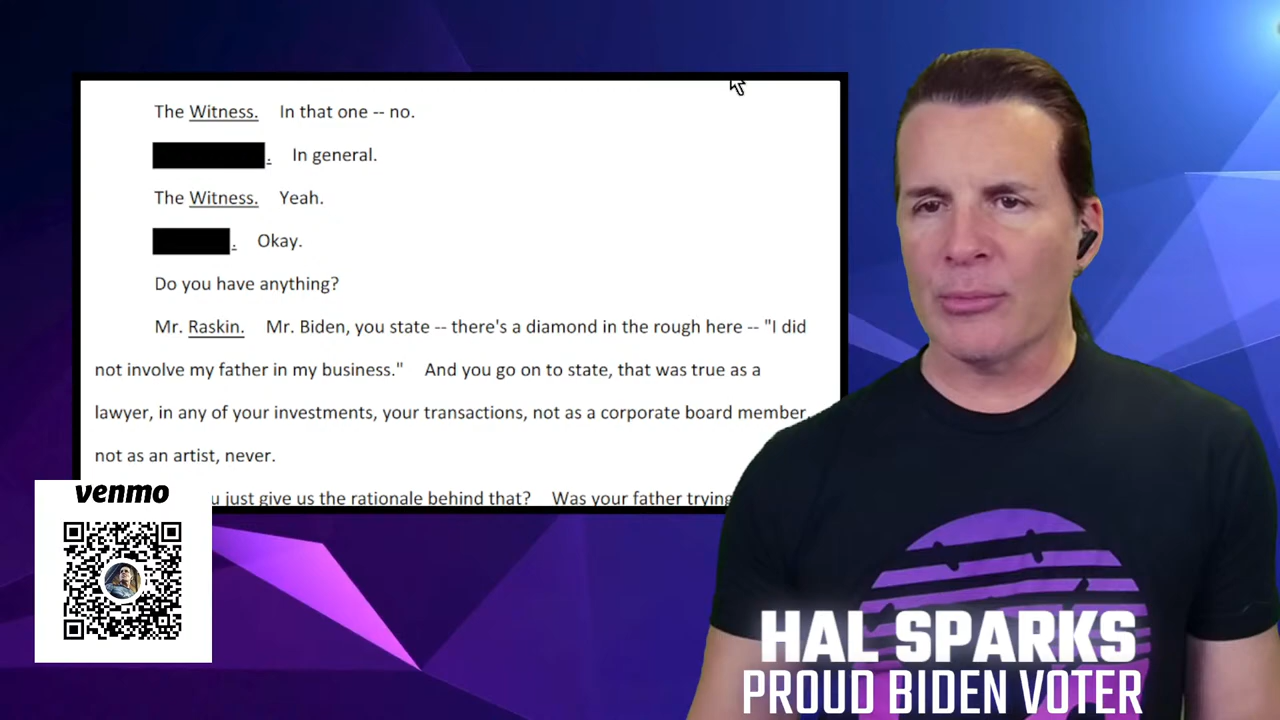 The Witness. In that one -- no.
. In general.
The Witness. Yeah.
. Okay.
Do you have anything?
Mr. Raskin. Mr. Biden, you state -- there's a diamond in the rough here -- "I did
not involve my father in my business." And you go on to state, that was true as a
lawyer, in any of your investments, your transactions, not as a corporate board member,
not as an artist, never.
u just give us the rationale behind that? Was your father trying
venmo
HAL SPARKS
PROUD BIDEN VOTER